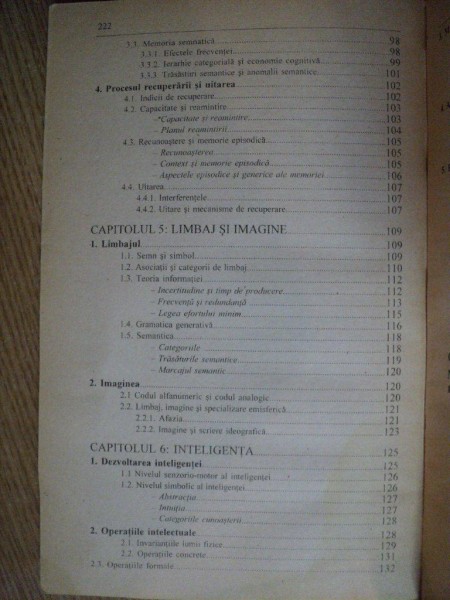 222
3.3. Memoria semnatică 98
3.3.1. Efectele frecvenței 98
3.3.2. Ierarhie categorială și economie cognitivă 99
3.3.3. Trăsături semantice și anomalii semantice. 101
4. Procesul recuperării și uitarea 102
4.1. Indicii de recuperare 102
4.2. Capacitate și reamintire 103
-*Capacitate și reamintire 103
- Planul reamintirii 104
4.3. Recunoaștere și memorie episodică 105
- Recunoașterea 105
- Context și memorie episodică 105
- Aspectele episodice și generice ale memoriei 106
4.4. Uitarea 107
4.4.1. Interferențele 107
4.4.2. Uitare și mecanisme de recuperare 107
CAPITOLUL 5: LIMBAJ ȘI IMAGINE 109
1. Limbajul 109
1.1. Semn și simbol 109
1.2. Asociații și categorii de limbaj 110
1.3. Teoria informației 112
- Incertitudine și timp de producere 112
- Frecvență și redundanță 113
- Legea efortului minim 115
1.4. Gramatica generativă 116
1.5. Semantica 118
- Categoriile 118
- Trăsăturile semantice 119
- Marcajul semantic 120
2. Imaginea 120
2.1 Codul alfanumeric și codul analogic 120
2.2. Limbaj, imagine și specializare emisferică 121
2.2.1. Afazia 121
2.2.2. Imagine și scriere ideografică 123
CAPITOLUL 6: INTELIGENȚA 125
1. Dezvoltarea inteligenței 125
1.1 Nivelul senzorio-motor al inteligenței 126
1.2. Nivelul simbolic al inteligenței 126
- Abstracția 127
- Intuiția 127
- Categoriile cunoașterii 128
2. Operațiile intelectuale 128
2.1. Invarianțiile lumii fizice 129
2.2. Operațiile concrete 131
2.3. Operațiile formale 132